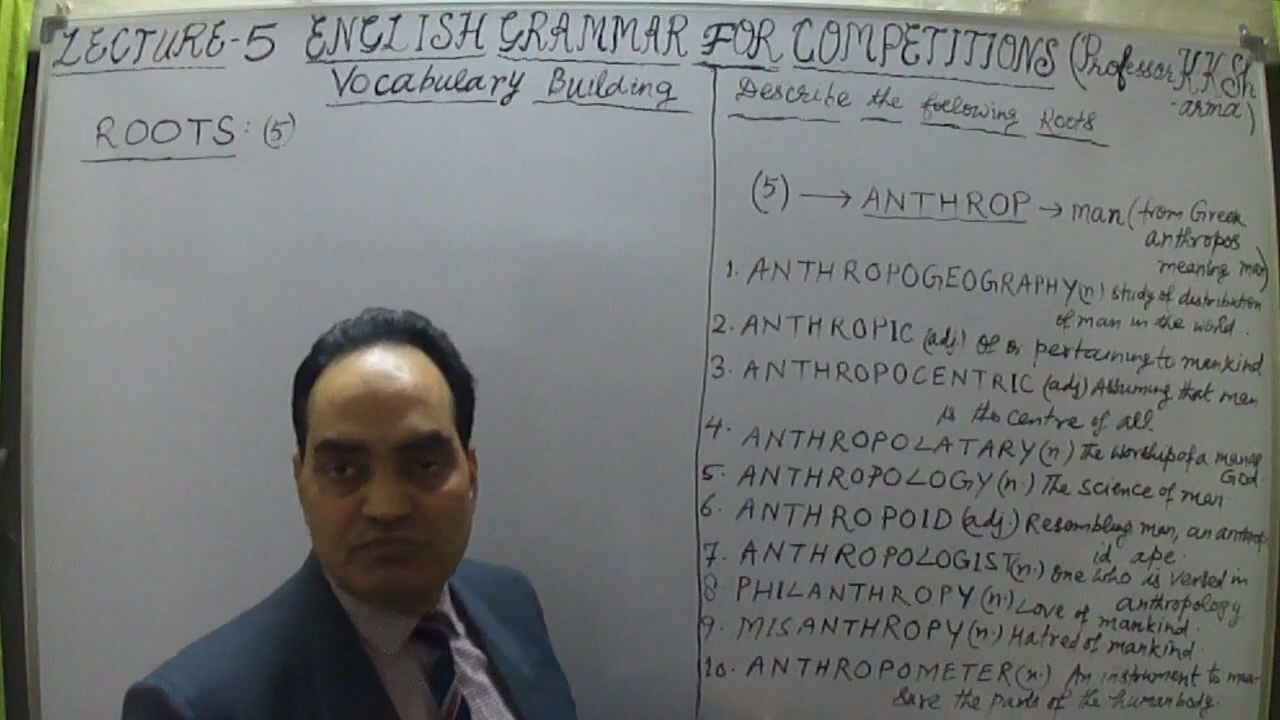 LECTURE-5 ENGLISH GRAMMAR FOR COMPETITIONS (Professor KKSh
-arma)
Vocabulary Building
ROOTS: (5)
Describe the following Roots
(5) → ANTHROP → man (from Greek
anthropos
meaning man)
1. ANTHROPOGEOGRAPHY (n) study of distribution
of man in the world.
2. ANTHROPIC (adj.) Of or pertaining to mankind
3. ANTHROPOCENTRIC (adj) Assuming that man
is the centre of all.
4. ANTHROPOLATARY (n) The worship of a man as
God.
5. ANTHROPOLOGY (n.) The science of man
6. ANTHROPOID (adj.) Resembling man, an anthropo
id ape.
7. ANTHROPOLOGIST (n.) One who is versed in
anthropology
8 PHILANTHROPY (n.) Love of mankind.
9. MISANTHROPY (n.) Hatred of mankind.
10. ANTHROPOMETER (n.) An instrument to mea-
sure the parts of the human body.